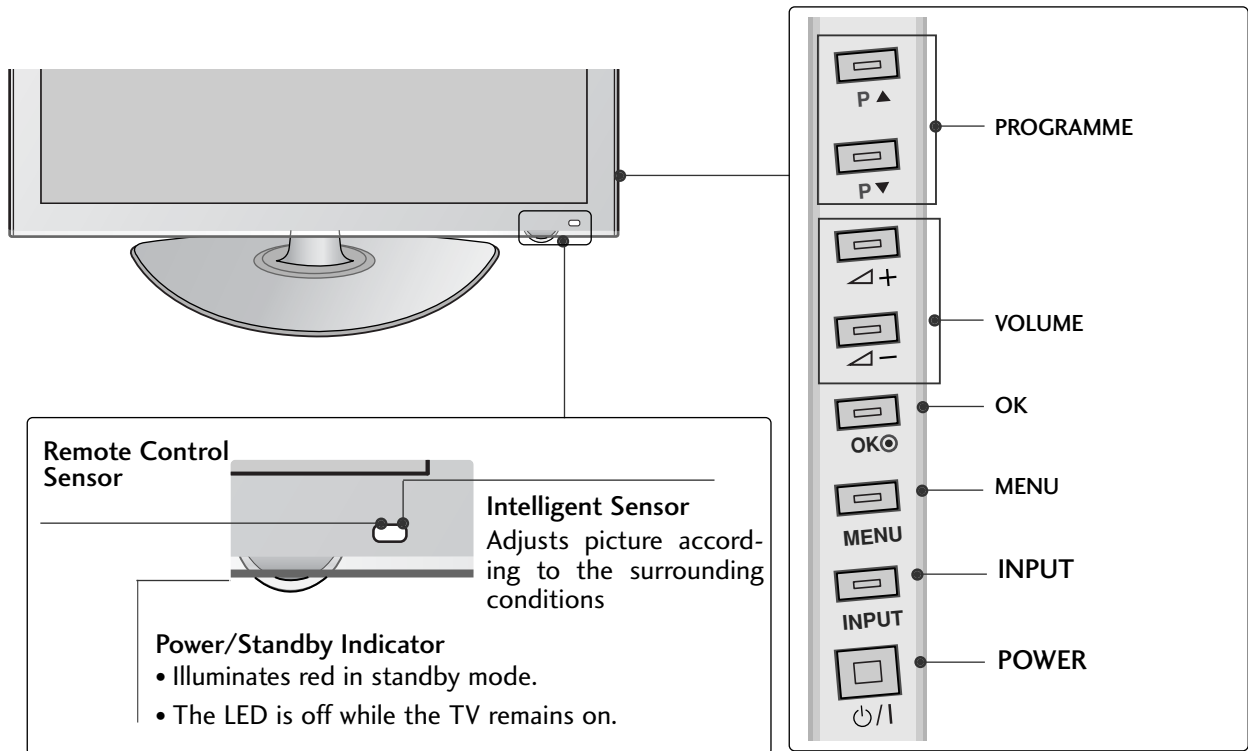 P ▲
P ▼
PROGRAMME
+
-
VOLUME
OK
OK
MENU
MENU
INPUT
INPUT
POWER
/ I
Remote Control
Sensor
Intelligent Sensor
Adjusts picture accord-
ing to the surrounding
conditions
Power/Standby Indicator
• Illuminates red in standby mode.
• The LED is off while the TV remains on.